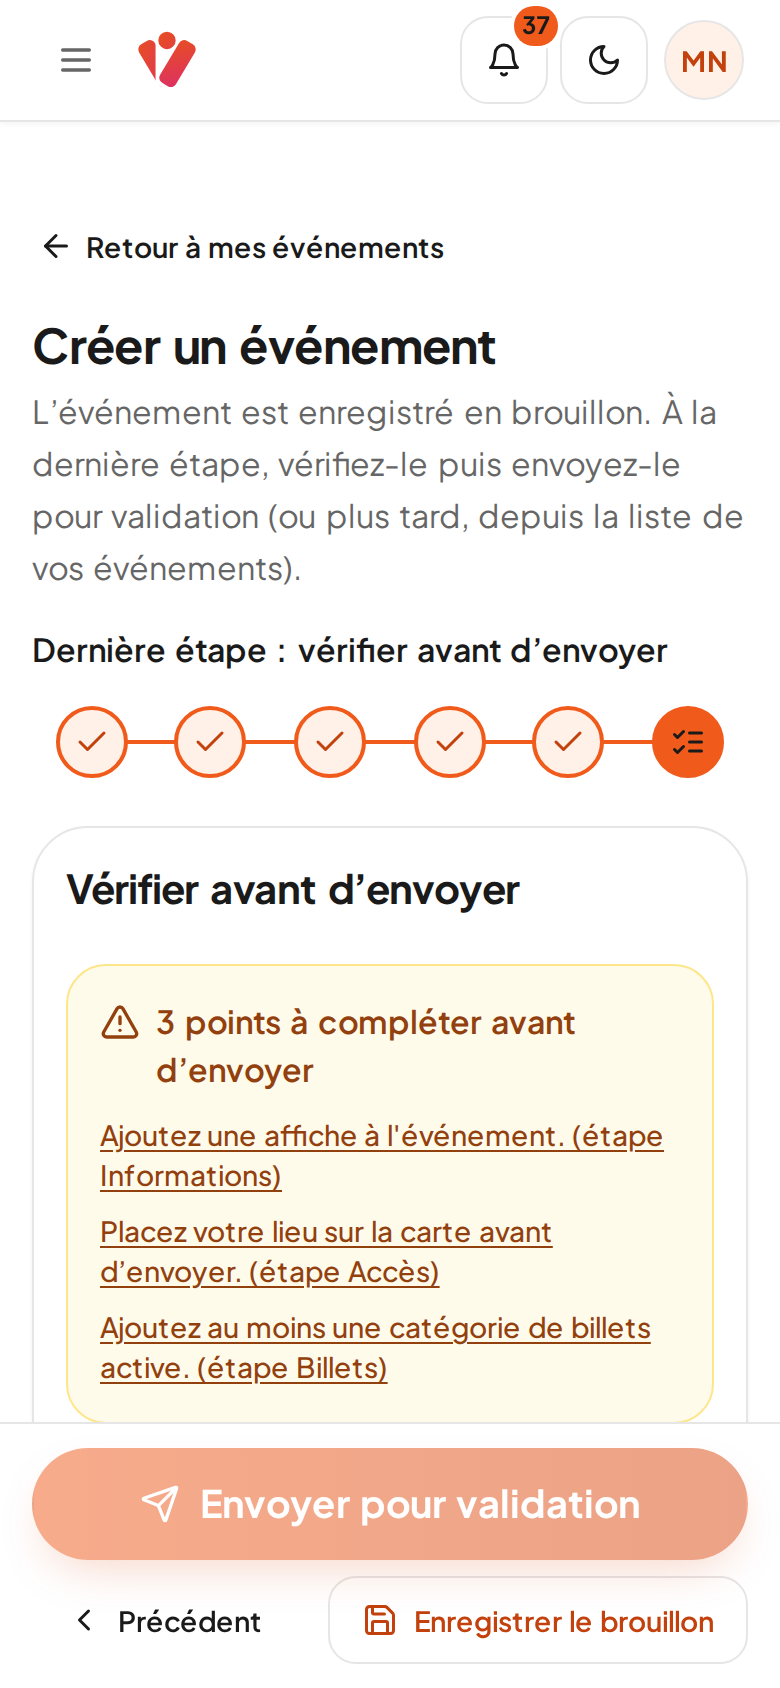 37
MN
Retour à mes événements
Créer un événement
L’événement est enregistré en brouillon. À la
dernière étape, vérifiez-le puis envoyez-le
pour validation (ou plus tard, depuis la liste de
vos événements).
Dernière étape : vérifier avant d’envoyer
Vérifier avant d’envoyer
3 points à compléter avant
d’envoyer
Ajoutez une affiche à l'événement. (étape
Informations)
Placez votre lieu sur la carte avant
d’envoyer. (étape Accès)
Ajoutez au moins une catégorie de billets
active. (étape Billets)
Envoyer pour validation
Précédent
Enregistrer le brouillon